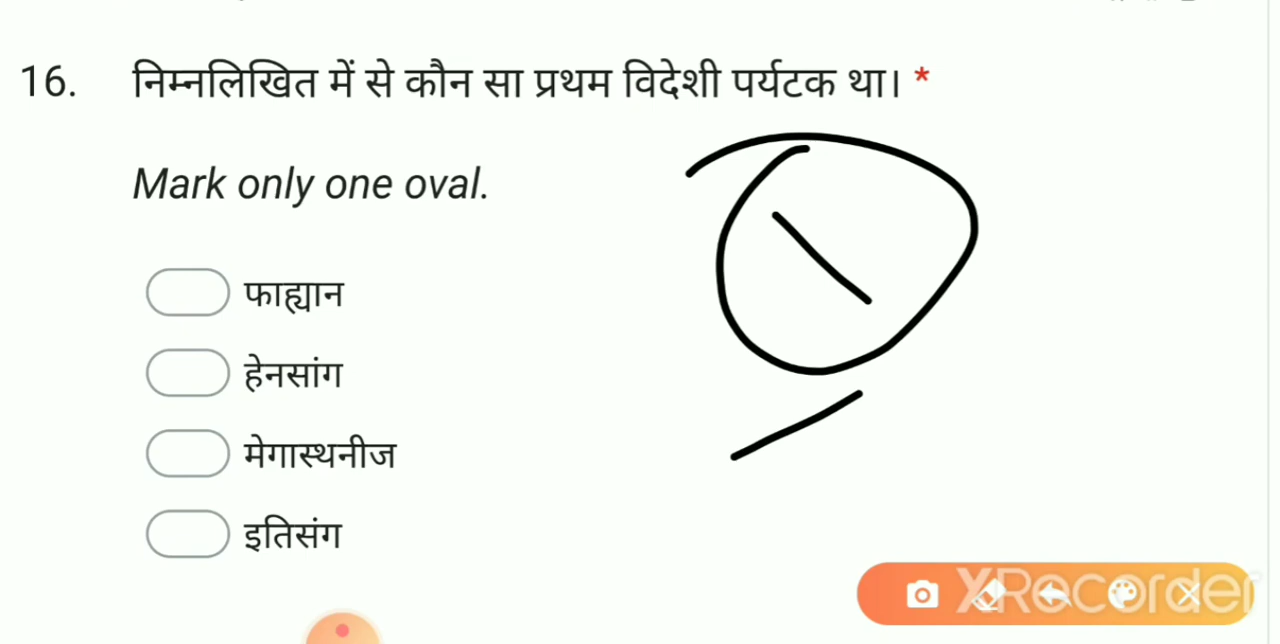 16. निम्नलिखित में से कौन सा प्रथम विदेशी पर्यटक था। *
Mark only one oval.
फाह्यान
हेनसांग
मेगास्थनीज
इतिसंग
XRecorder